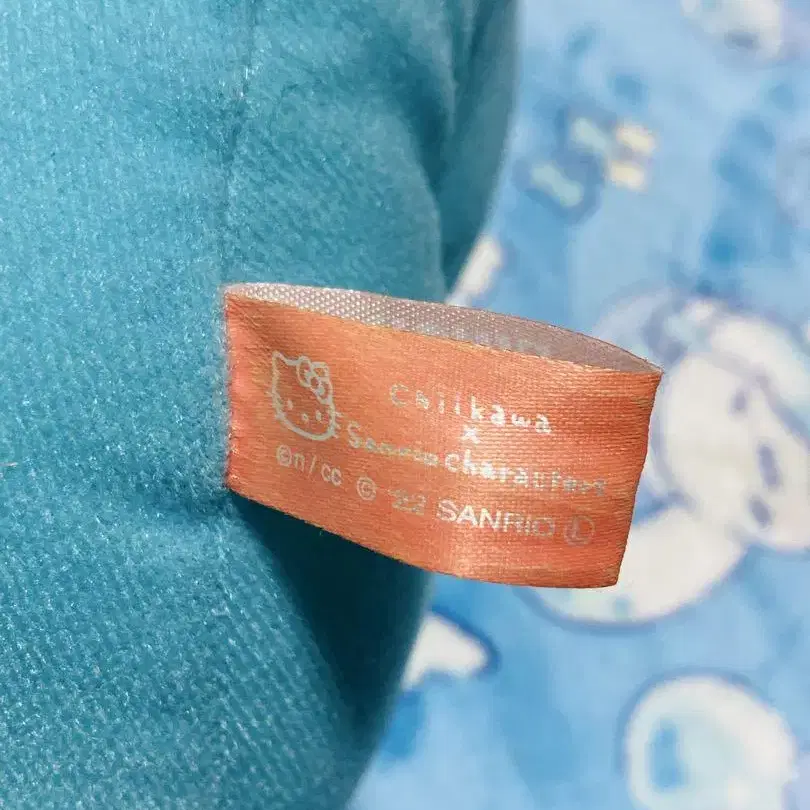 Chiikawa
x
Sanrio characters
©n/cc © '22 SANRIO Ⓛ